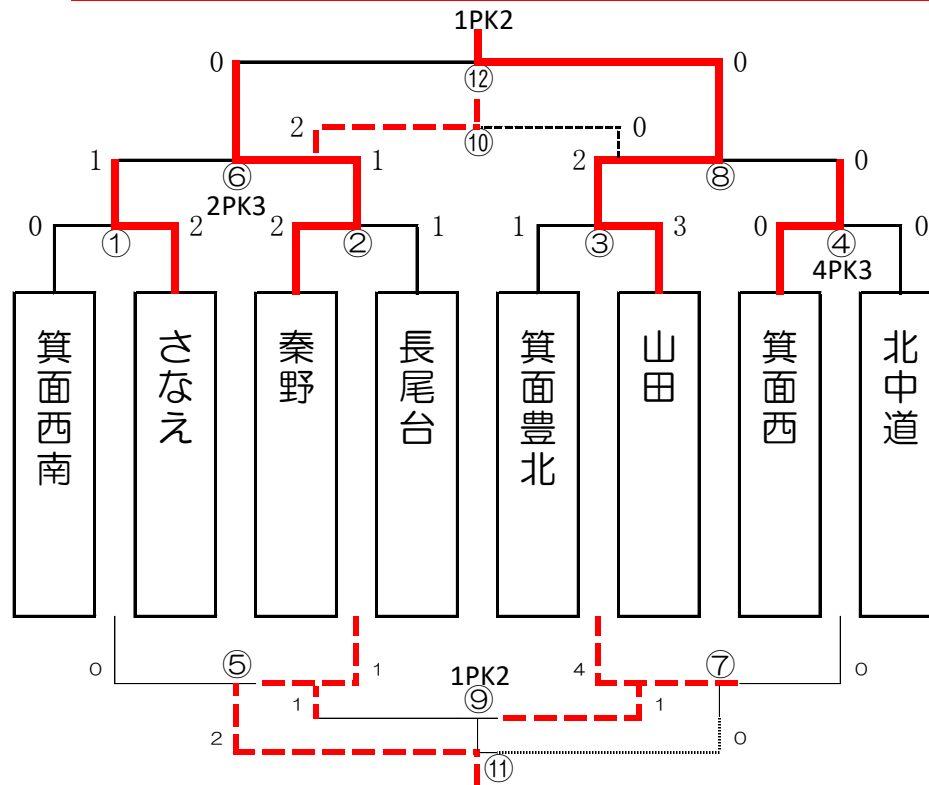 1PK2
0 0
⑫
2 0
⑩
1 1 2 0
⑥ ⑧
2PK3
0 2 2 1 1 3 0 0
① ② ③ ④
4PK3
箕面西南
さなえ
秦野
長尾台
箕面豊北
山田
箕面西
北中道
0 ⑤ 1 4 ⑦ 0
1PK2
1 ⑨ 1
2 0
⑪